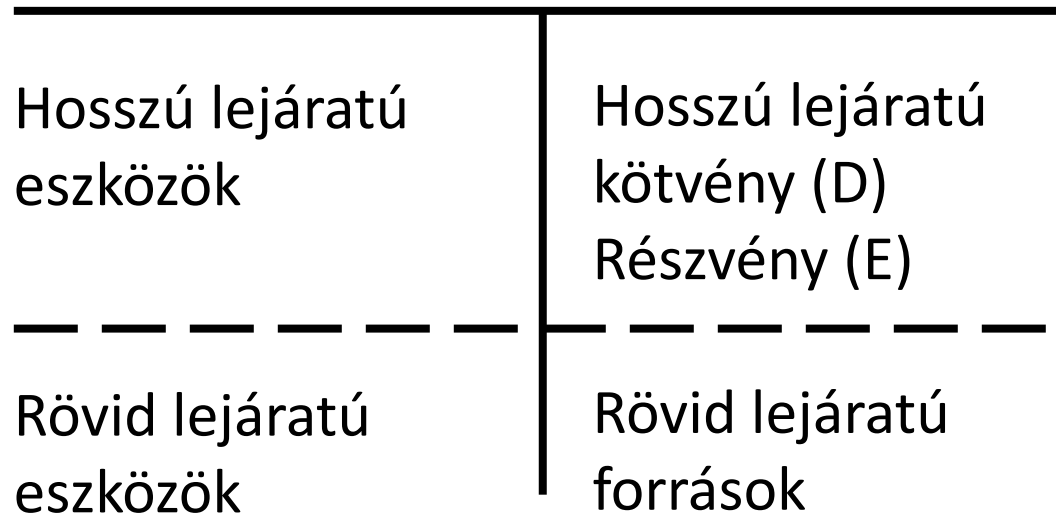 Hosszú lejáratú
eszközök
Hosszú lejáratú
kötvény (D)
Részvény (E)
Rövid lejáratú
eszközök
Rövid lejáratú
források